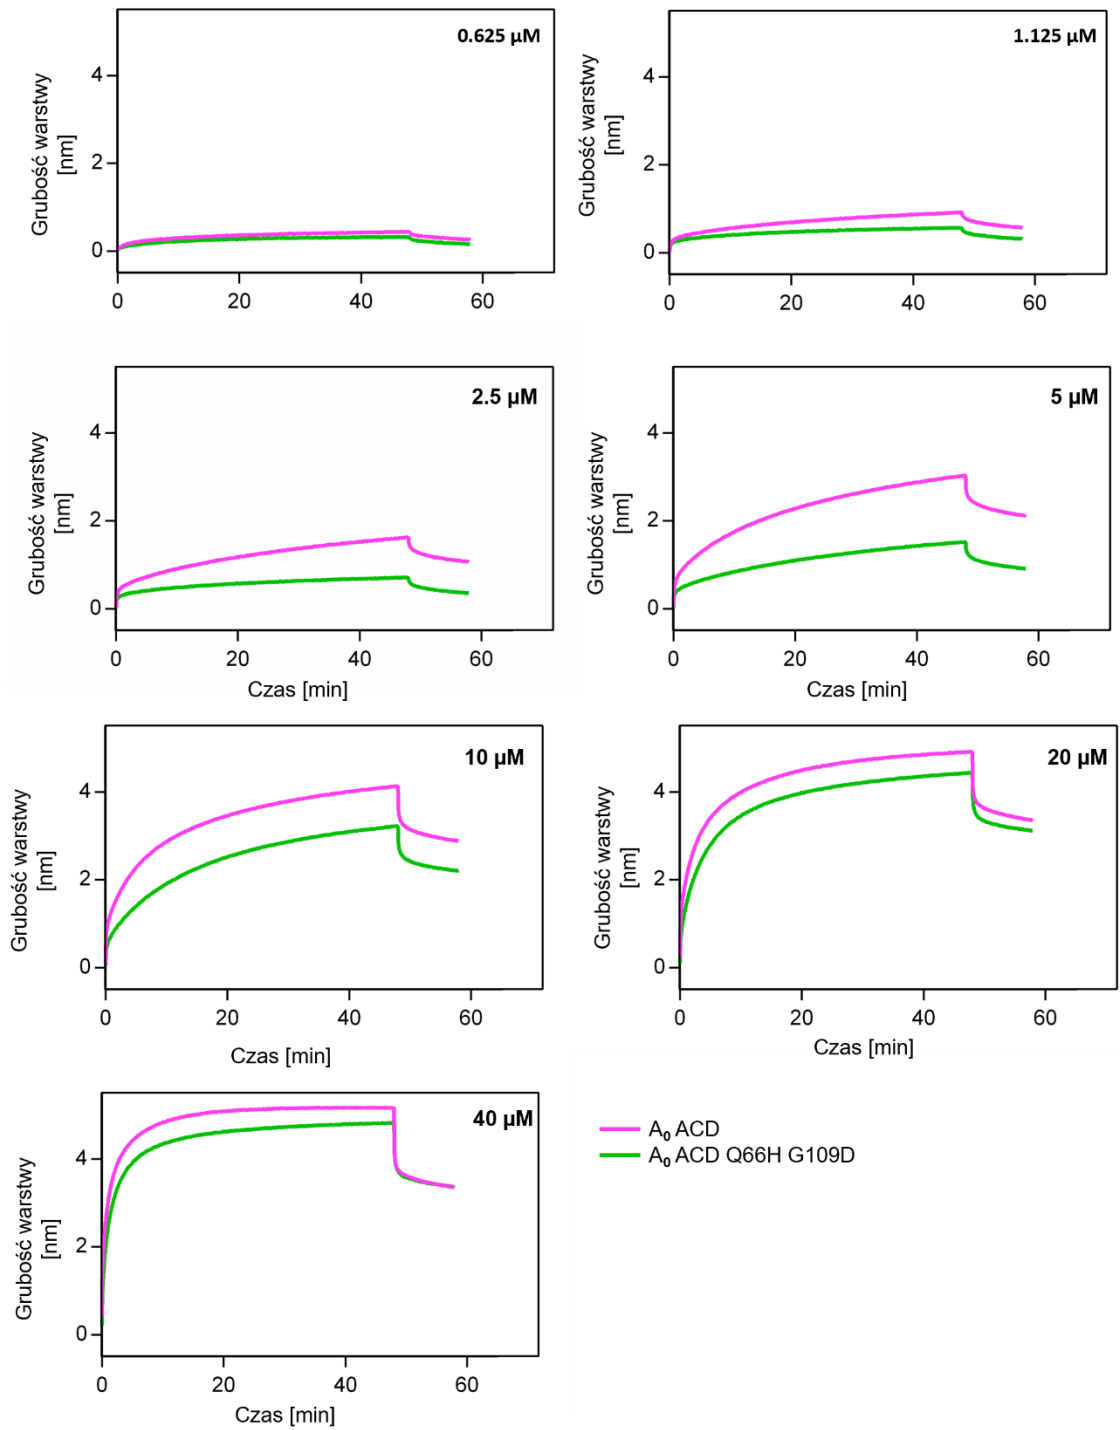 0.625 µM
4
2
0
Grubość warstwy
[nm]
0 20 40 60
1.125 µM
4
2
0
Grubość warstwy
[nm]
0 20 40 60
2.5 µM
4
2
0
Grubość warstwy
[nm]
0 20 40 60
Czas [min]
5 µM
4
2
0
Grubość warstwy
[nm]
0 20 40 60
Czas [min]
10 µM
4
2
0
Grubość warstwy
[nm]
0 20 40 60
Czas [min]
20 µM
4
2
0
Grubość warstwy
[nm]
0 20 40 60
Czas [min]
40 µM
4
2
0
Grubość warstwy
[nm]
0 20 40 60
Czas [min]
A₀ ACD
A₀ ACD Q66H G109D